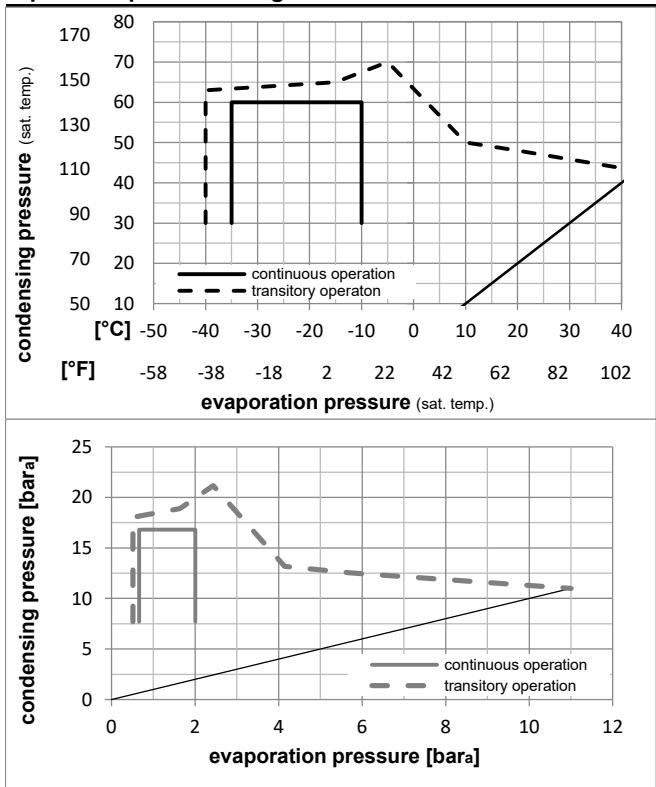 170 80
70
150 60
130 50
110 40
90 30
70 20
50 10
condensing pressure (sat. temp.)
continuous operation
transitory operaton
[°C] -50 -40 -30 -20 -10 0 10 20 30 40
[°F] -58 -38 -18 2 22 42 62 82 102
evaporation pressure (sat. temp.)
25
20
15
10
5
0
condensing pressure [bara]
continuous operation
transitory operation
0 2 4 6 8 10 12
evaporation pressure [bara]